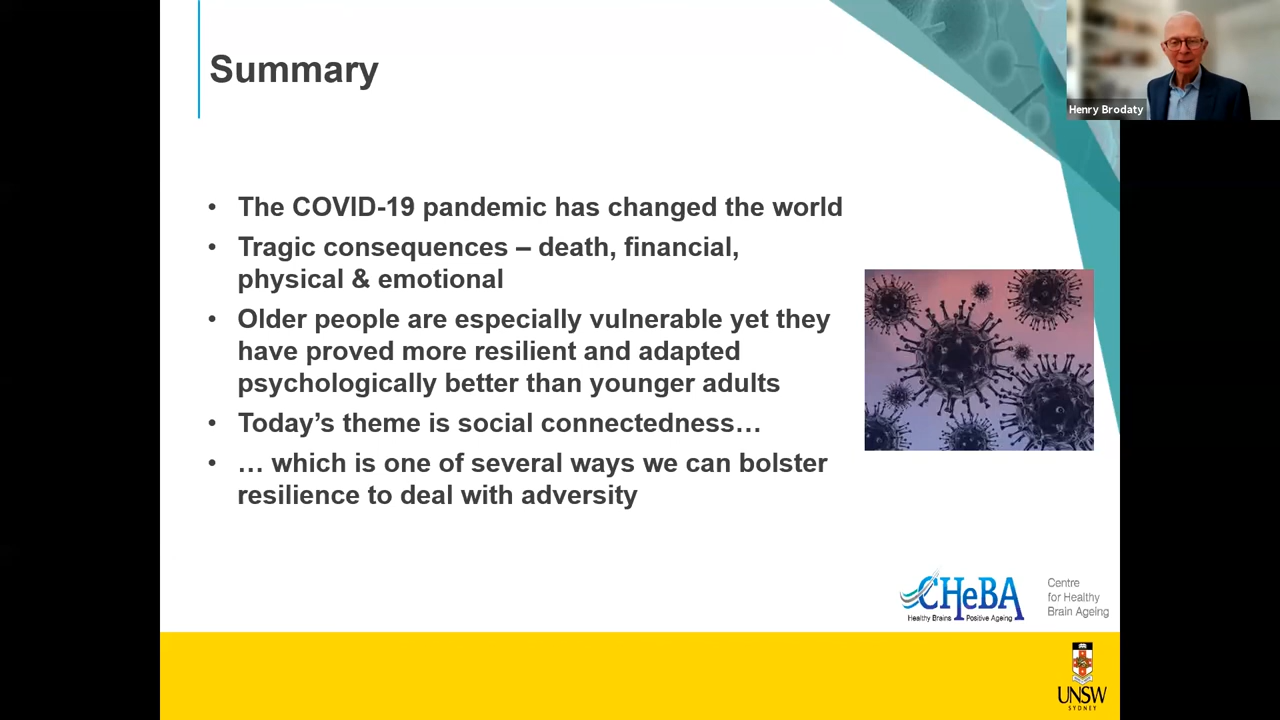 Summary
Henry Brodaty
• The COVID-19 pandemic has changed the world
• Tragic consequences – death, financial,
physical & emotional
• Older people are especially vulnerable yet they
have proved more resilient and adapted
psychologically better than younger adults
• Today’s theme is social connectedness…
• … which is one of several ways we can bolster
resilience to deal with adversity
CHeBA
Healthy Brains Positive Ageing
Centre
for Healthy
Brain Ageing
UNSW
SYDNEY